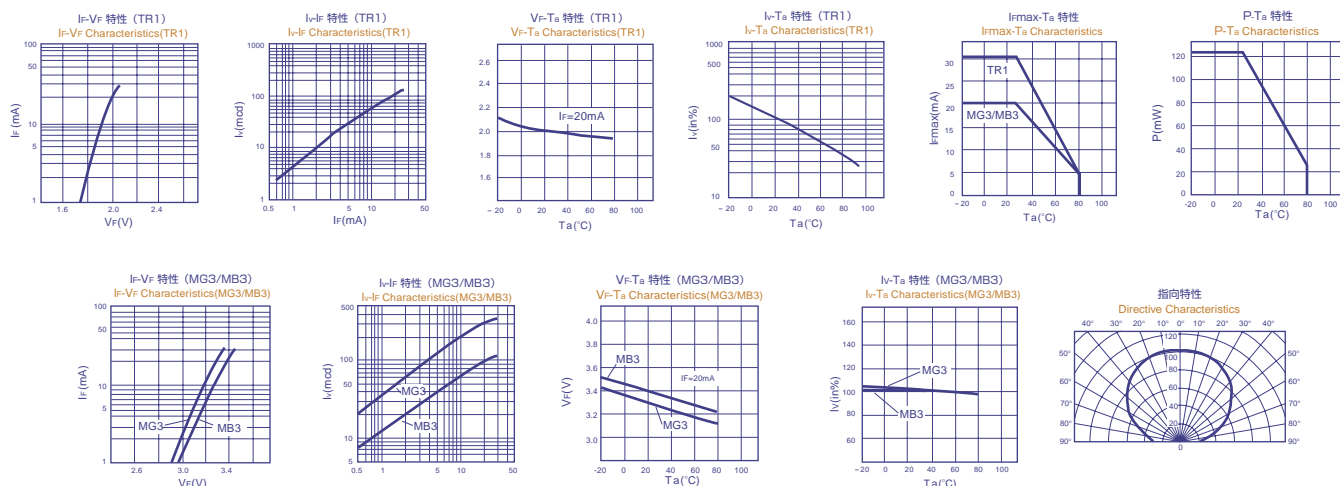 IF-VF 特性（TR1）
IF-VF Characteristics(TR1)
100
50
10
5
1
IF (mA)
1.6 2.0 2.4
VF(V)
Iv-IF 特性（TR1）
Iv-IF Characteristics(TR1)
1000
100
10
1
Iv(mcd)
0.5 1 5 10 50
IF(mA)
VF-Ta 特性（TR1）
VF-Ta Characteristics(TR1)
2.6
2.4
2.2
2.0
1.8
1.6
IF=20mA
－20 0 20 40 60 80 100
Ta(℃)
Iv-Ta 特性（TR1）
Iv-Ta Characteristics(TR1)
1000
500
100
50
10
Iv(in%)
－20 0 20 40 60 80 100
Ta(℃)
IFmax-Ta 特性
IFmax-Ta Characteristics
30
25
20
15
10
5
0
IFmax(mA)
TR1
MG3/MB3
－20 0 20 40 60 80 100
Ta(℃)
P-Ta 特性
P-Ta Characteristics
120
100
80
60
40
20
0
P(mW)
-20 0 20 40 60 80 100
Ta(℃)
IF-VF 特性（MG3/MB3）
IF-VF Characteristics(MG3/MB3)
100
50
10
5
1
IF(mA)
MG3 MB3
2.6 3.0 3.4
VF(V)
Iv-IF 特性（MG3/MB3）
Iv-IF Characteristics(MG3/MB3)
500
100
50
10
5
Iv(mcd)
MG3
MB3
0.5 1 5 10 50
IF(mA)
VF-Ta 特性（MG3/MB3）
VF-Ta Characteristics(MG3/MB3)
4.0
3.8
3.6
3.4
3.2
3.0
VF(V)
MB3
IF=20mA
MG3
-20 0 20 40 60 80 100
Ta(℃)
Iv-Ta 特性（MG3/MB3）
Iv-Ta Characteristics(MG3/MB3)
160
140
120
100
80
60
Iv(in%)
MG3
MB3
-20 0 20 40 60 80 100
Ta(℃)
指向特性
Directive Characteristics
40° 30° 20° 10° 0° 10° 20° 30° 40°
120
100
80
60
40
20
0
50° 50°
60° 60°
70° 70°
80° 80°
90° 90°